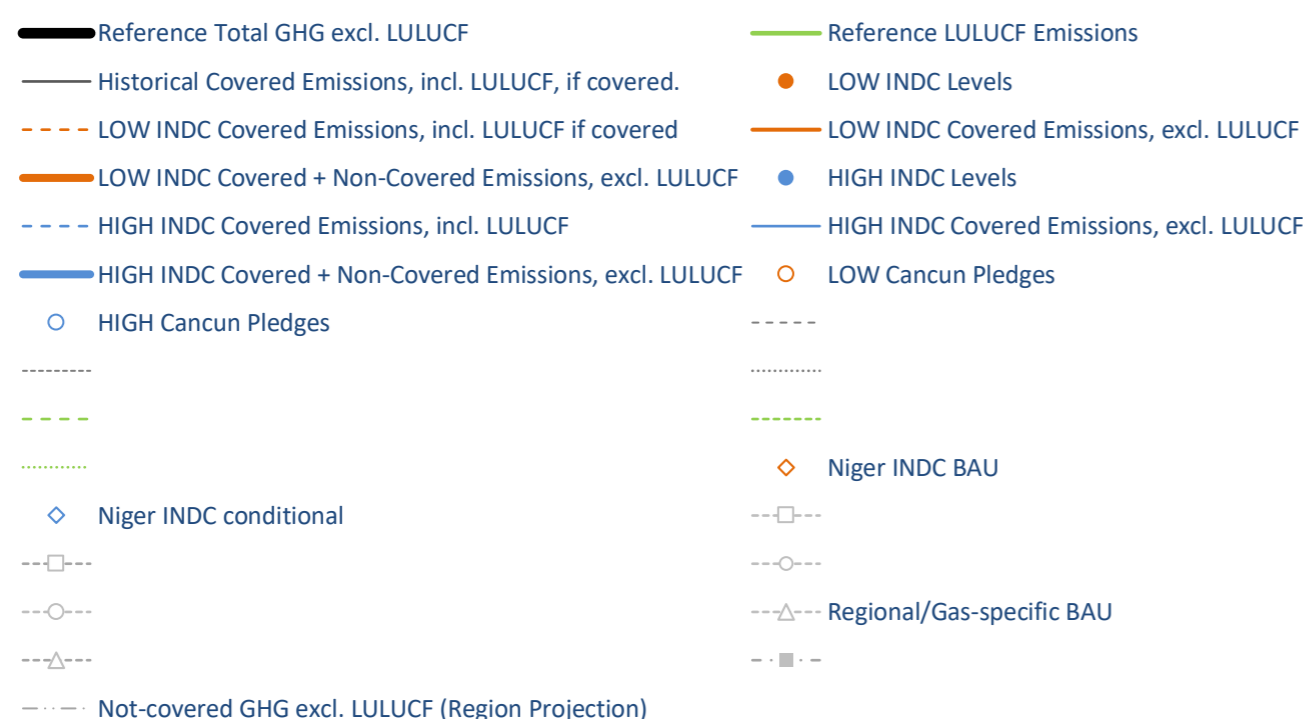 Reference Total GHG excl. LULUCF
Reference LULUCF Emissions
Historical Covered Emissions, incl. LULUCF, if covered.
LOW INDC Levels
LOW INDC Covered Emissions, incl. LULUCF if covered
LOW INDC Covered Emissions, excl. LULUCF
LOW INDC Covered + Non-Covered Emissions, excl. LULUCF
HIGH INDC Levels
HIGH INDC Covered Emissions, incl. LULUCF
HIGH INDC Covered Emissions, excl. LULUCF
HIGH INDC Covered + Non-Covered Emissions, excl. LULUCF
LOW Cancun Pledges
HIGH Cancun Pledges
Niger INDC BAU
Niger INDC conditional
Regional/Gas-specific BAU
Not-covered GHG excl. LULUCF (Region Projection)